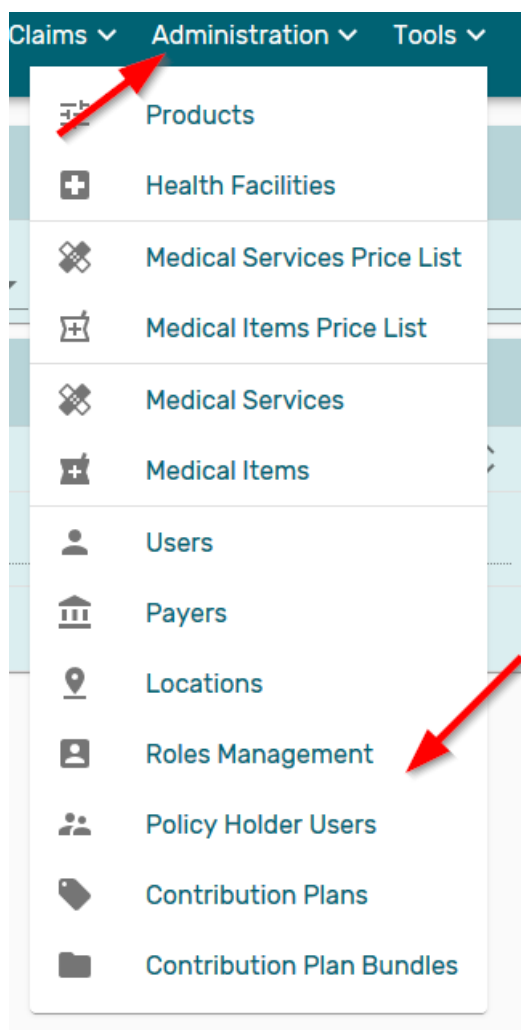 Claims Administration Tools
Products
Health Facilities
Medical Services Price List
Medical Items Price List
Medical Services
Medical Items
Users
Payers
Locations
Roles Management
Policy Holder Users
Contribution Plans
Contribution Plan Bundles